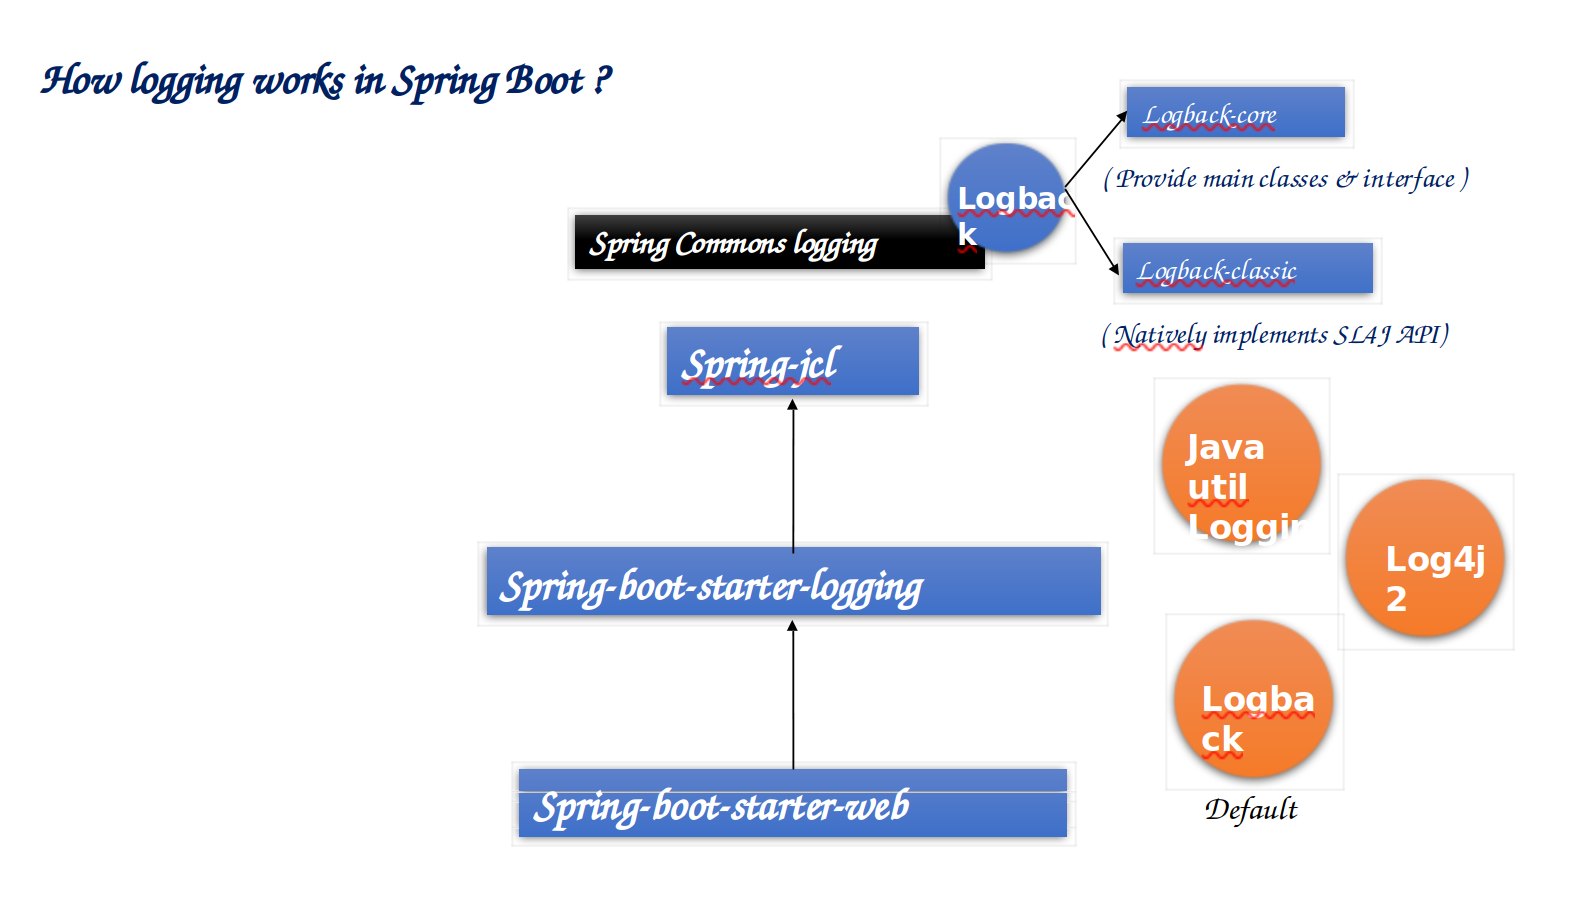 How logging works in Spring Boot ?
Logback-core
( Provide main classes & interface )
Logbac
k
Spring Commons logging
Logback-classic
( Natively implements SL4J API)
Spring-jcl
Java
util
Loggin
Log4j
2
Spring-boot-starter-logging
Logba
ck
Default
Spring-boot-starter-web